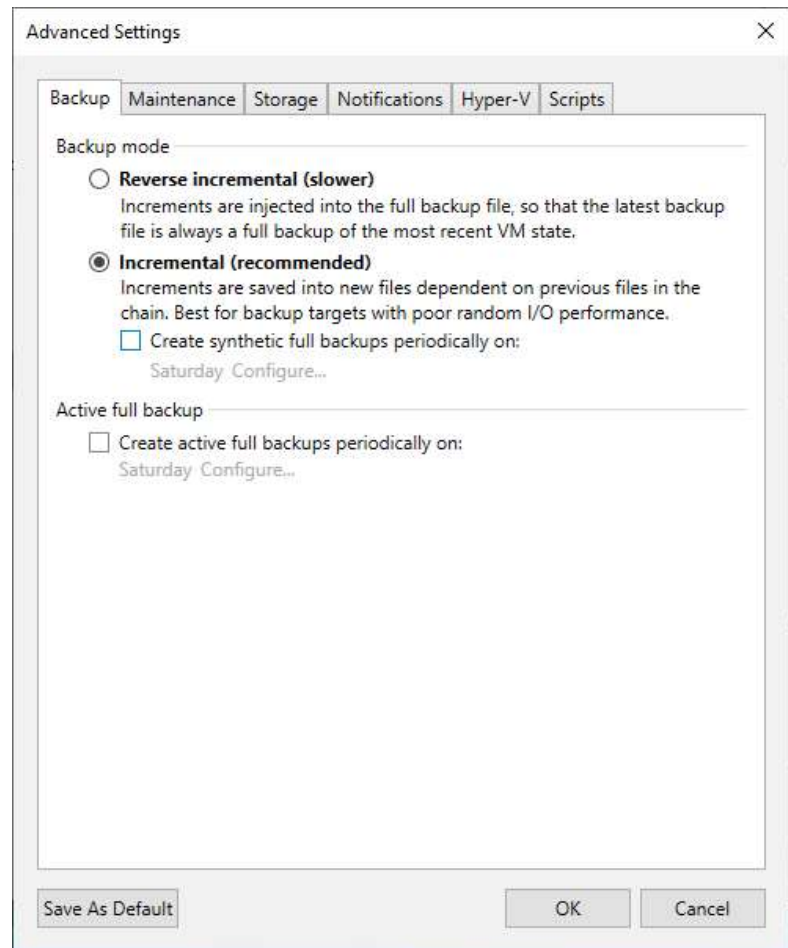 Advanced Settings
Backup Maintenance Storage Notifications Hyper-V Scripts
Backup mode
Reverse incremental (slower)
Increments are injected into the full backup file, so that the latest backup
file is always a full backup of the most recent VM state.
Incremental (recommended)
Increments are saved into new files dependent on previous files in the
chain. Best for backup targets with poor random I/O performance.
Create synthetic full backups periodically on:
Saturday Configure...
Active full backup
Create active full backups periodically on:
Saturday Configure...
Save As Default OK Cancel